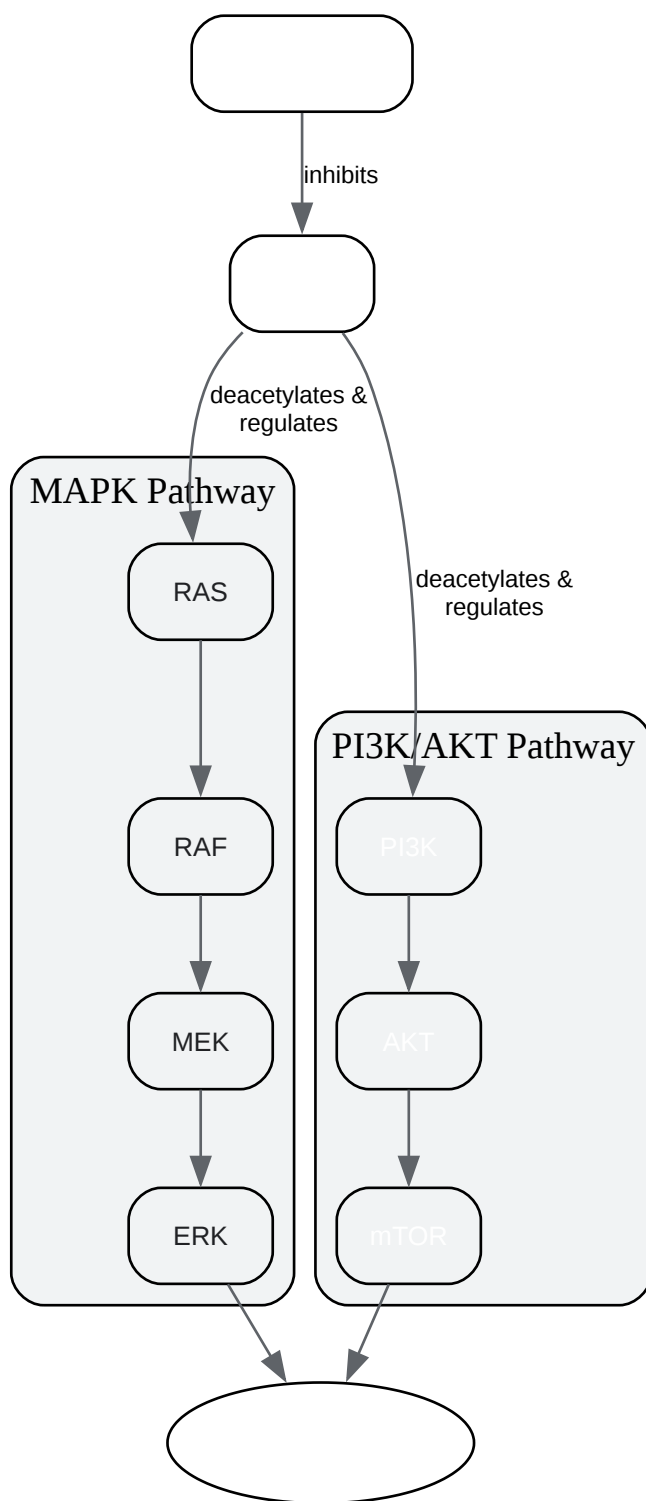 inhibits
deacetylates &
regulates
MAPK Pathway
RAS
deacetylates &
regulates
PI3K/AKT Pathway
RAF
PI3K
MEK
AKT
ERK
mTOR